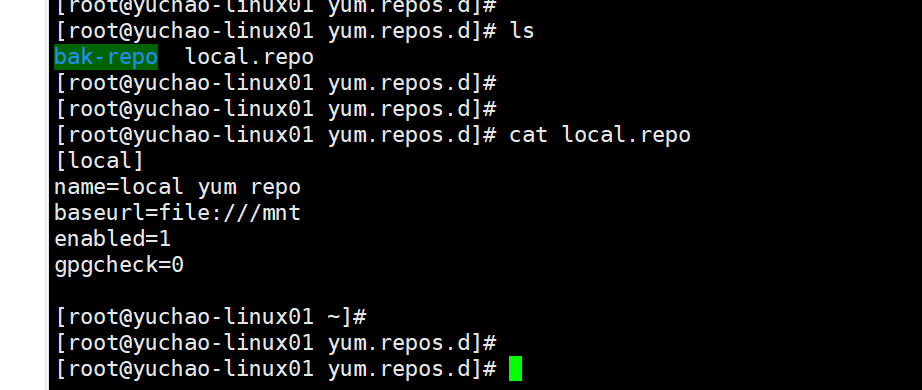 [root@yuchao-linux01 yum.repos.d]#
[root@yuchao-linux01 yum.repos.d]# ls
bak-repo  local.repo
[root@yuchao-linux01 yum.repos.d]#
[root@yuchao-linux01 yum.repos.d]#
[root@yuchao-linux01 yum.repos.d]# cat local.repo
[local]
name=local yum repo
baseurl=file:///mnt
enabled=1
gpgcheck=0
[root@yuchao-linux01 ~]#
[root@yuchao-linux01 yum.repos.d]#
[root@yuchao-linux01 yum.repos.d]#